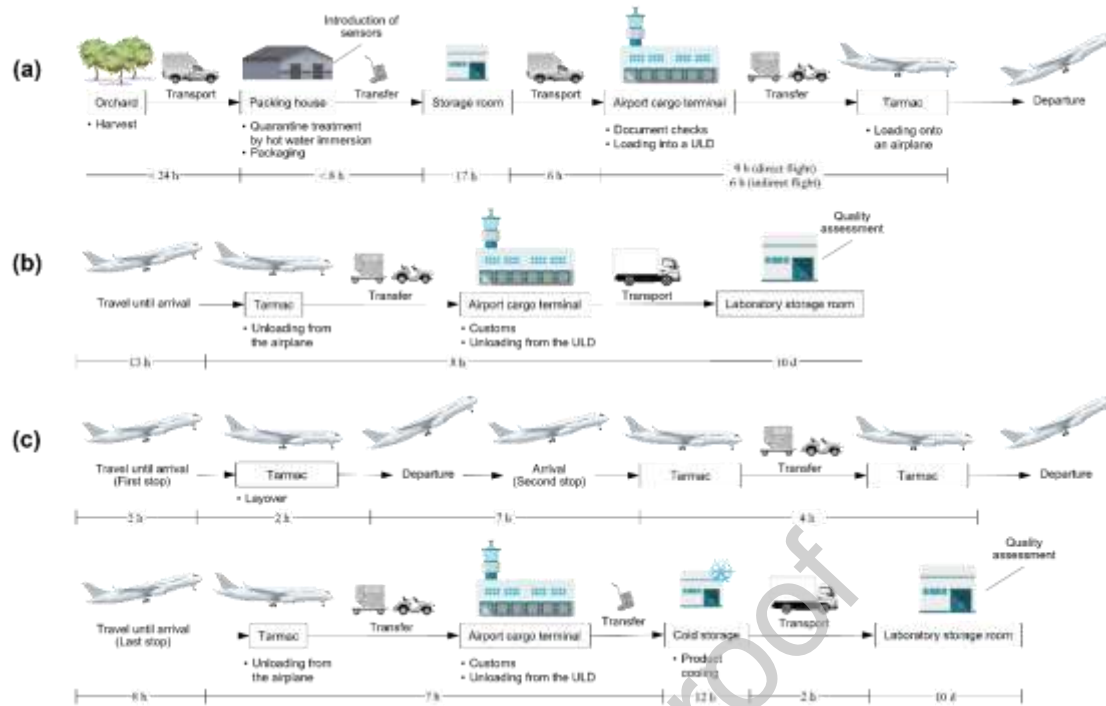 Introduction of
sensors
(a)
Transport
Transfer
Transport
Transfer
Orchard
Packing house
Storage room
Airport cargo terminal
Tarmac
Departure
• Harvest
• Quarantine treatment
by hot water immersion
• Packaging
• Document checks
• Loading into a ULD
• Loading onto
an airplane
< 24 h
< 8 h
17 h
6 h
9 h (direct flight)
6 h (indirect flight)
Quality
assessment
(b)
Transfer
Transport
Travel until arrival
Tarmac
Airport cargo terminal
Laboratory storage room
• Unloading from
the airplane
• Customs
• Unloading from the ULD
13 h
8 h
10 d
(c)
Travel until arrival
(First stop)
Tarmac
Departure
Arrival
(Second stop)
Tarmac
Transfer
Tarmac
Departure
• Layover
2 h
7 h
4 h
Quality
assessment
Travel until arrival
(Last stop)
Tarmac
Transfer
Airport cargo terminal
Transfer
Cold storage
Transport
Laboratory storage room
• Unloading from
the airplane
• Customs
• Unloading from the ULD
• Product
cooling
8 h
7 h
12 h
2 h
10 d
roof